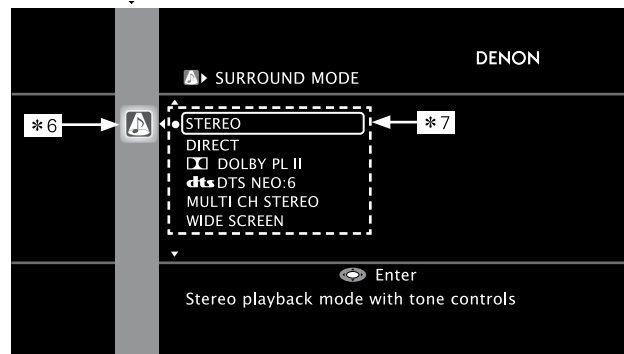 DENON
SURROUND MODE
*6
STEREO
*7
DIRECT
DOLBY PL II
dts DTS NEO:6
MULTI CH STEREO
WIDE SCREEN
Enter
Stereo playback mode with tone controls